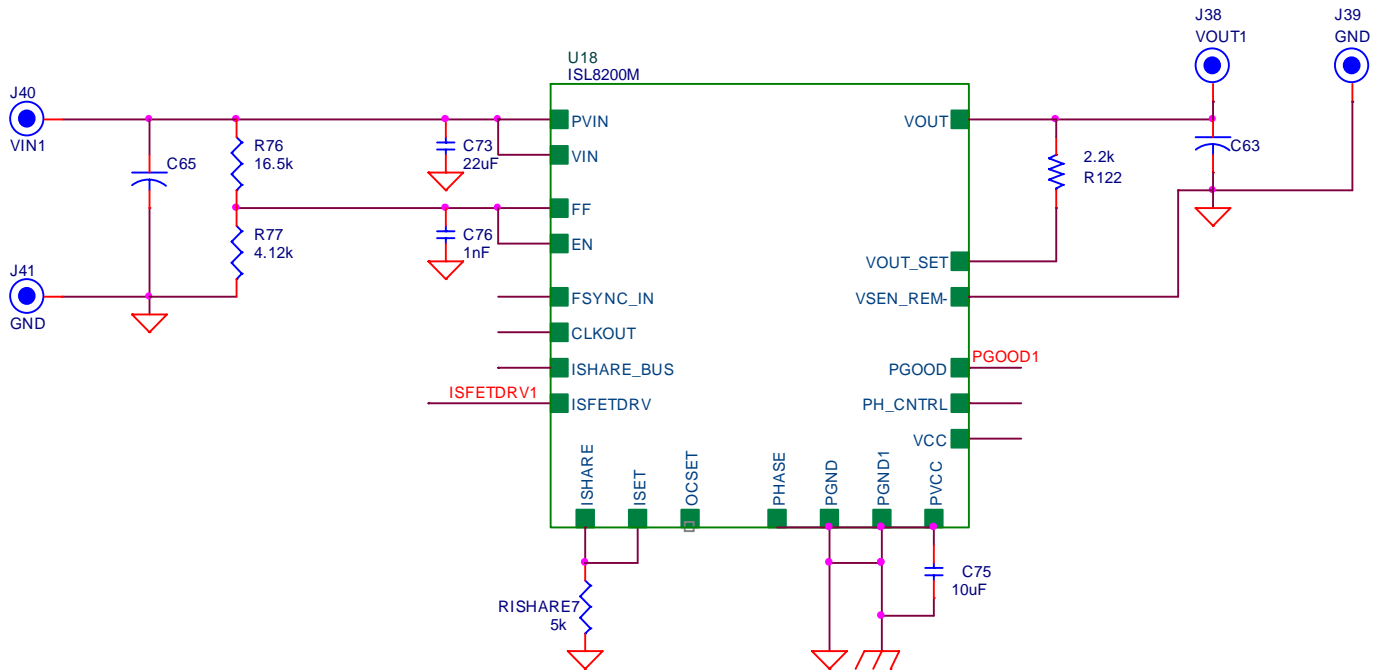 J38
VOUT1
J39
GND
U18
ISL8200M
J40
VIN1
PVIN
VOUT
R76
16.5k
C65
C73
22uF
VIN
2.2k
R122
C63
FF
R77
4.12k
C76
1nF
EN
VOUT_SET
J41
GND
FSYNC_IN
VSEN_REM-
CLKOUT
ISHARE_BUS
PGOOD
PGOOD1
ISFETDRV1
ISFETDRV
PH_CNTRL
VCC
ISHARE
ISET
OCSET
PHASE
PGND
PGND1
PVCC
RISHARE7
5k
C75
10uF